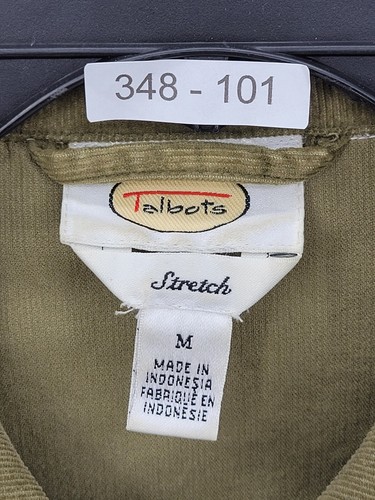 348 - 101
Talbots
Stretch
M
MADE IN
INDONESIA
FABRIQUÉ EN
INDONÉSIE